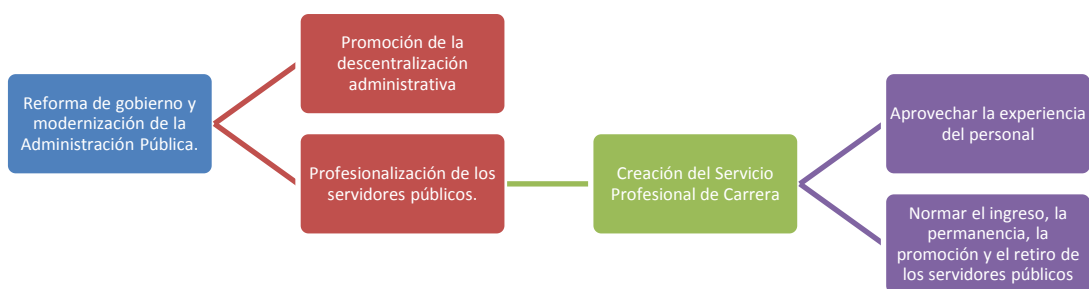 Promoción de la
descentralización
administrativa
Reforma de gobierno y
modernización de la
Administración Pública.
Profesionalización de los
servidores públicos.
Creación del Servicio
Profesional de Carrera
Aprovechar la experiencia
del personal
Normar el ingreso, la
permanencia, la
promoción y el retiro de
los servidores públicos